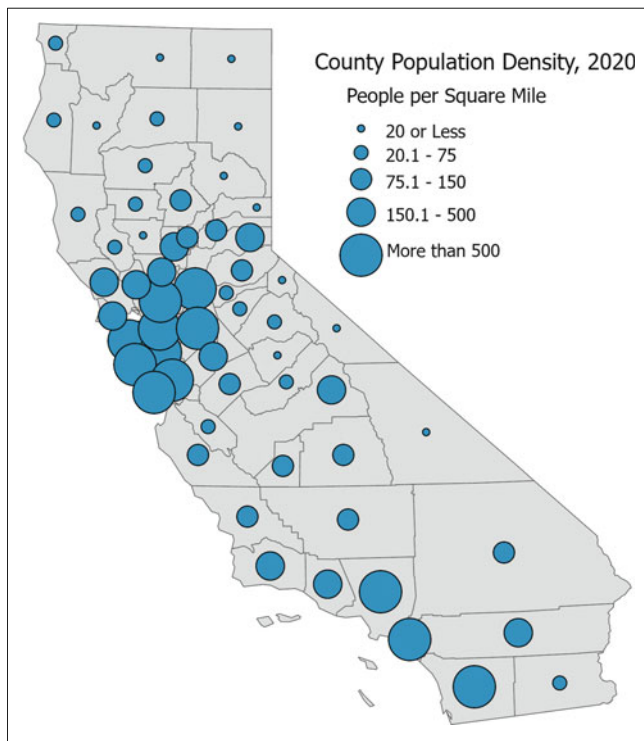 County Population Density, 2020
People per Square Mile
20 or Less
20.1 - 75
75.1 - 150
150.1 - 500
More than 500